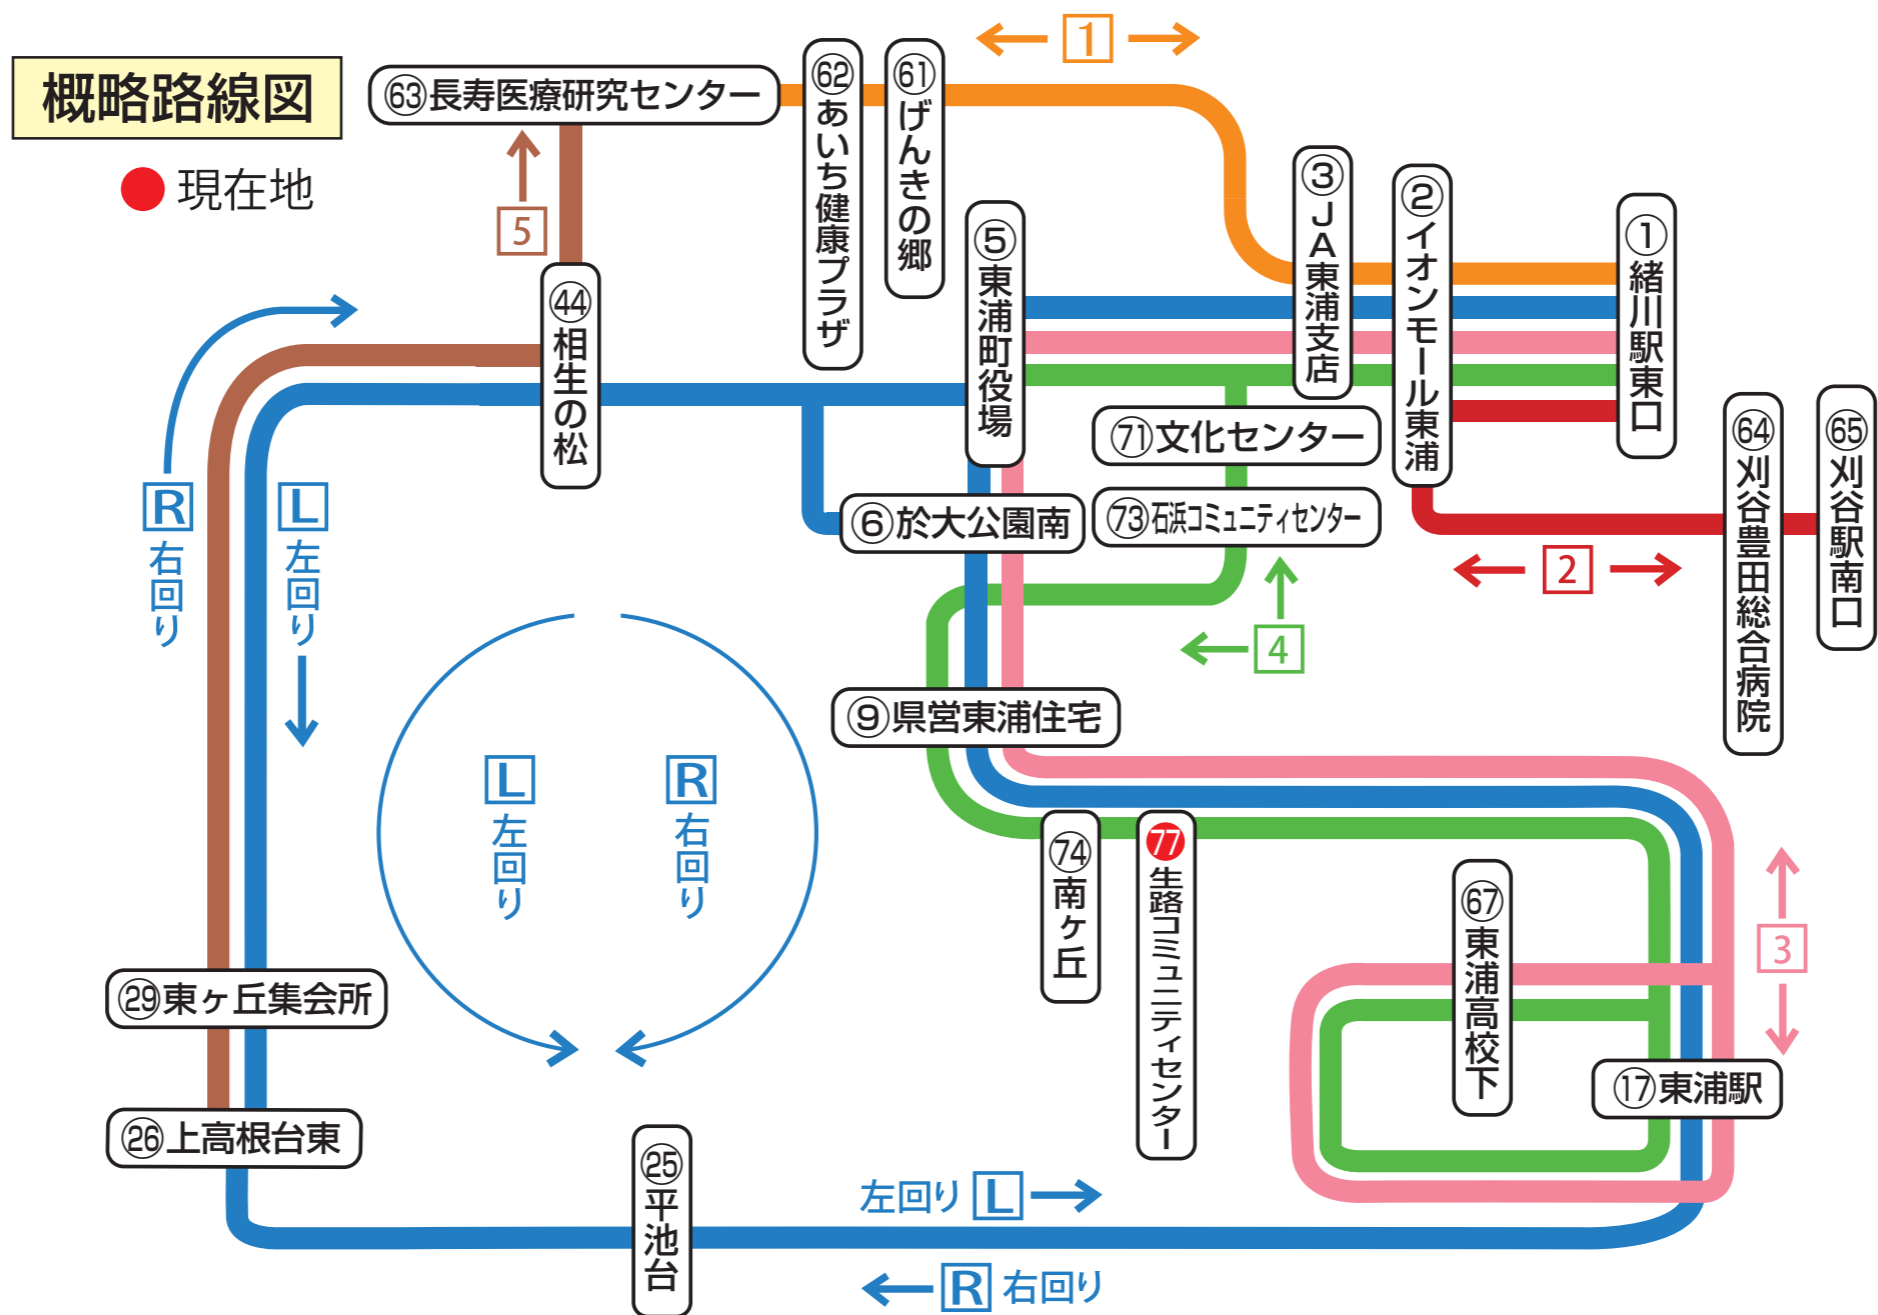 概略路線図
現在地
1
㊿+13長寿医療研究センター
62あいち健康プラザ
61げんきの郷
③JA東浦支店
②イオンモール東浦
①緒川駅東口
5
⑤東浦町役場
㊹相生の松
71文化センター
64刈谷豊田総合病院
65刈谷駅南口
R
右回り
L
左回り
⑥於大公園南
73石浜コミュニティセンター
2
4
⑨県営東浦住宅
L
左回り
R
右回り
74南ヶ丘
77生路コミュニティセンター
67東浦高校下
3
㉙東ヶ丘集会所
⑰東浦駅
㉖上高根台東
㉕平池台
左回り L
R 右回り